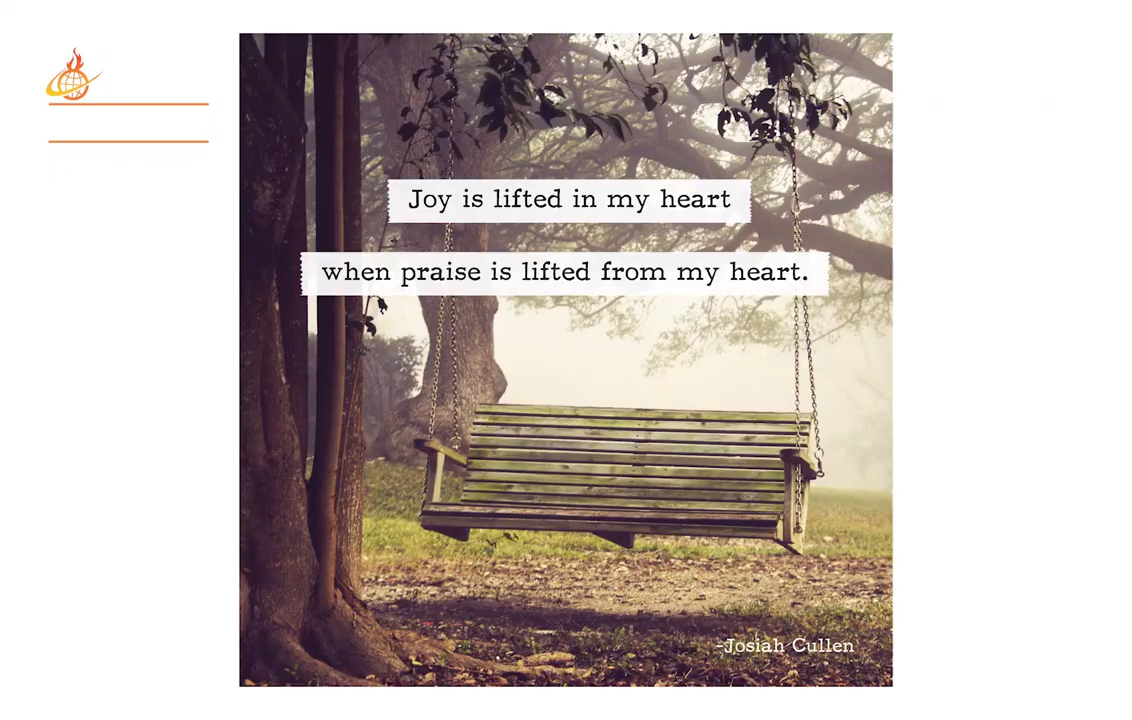 Joy is lifted in my heart
when praise is lifted from my heart.
-Josiah Cullen